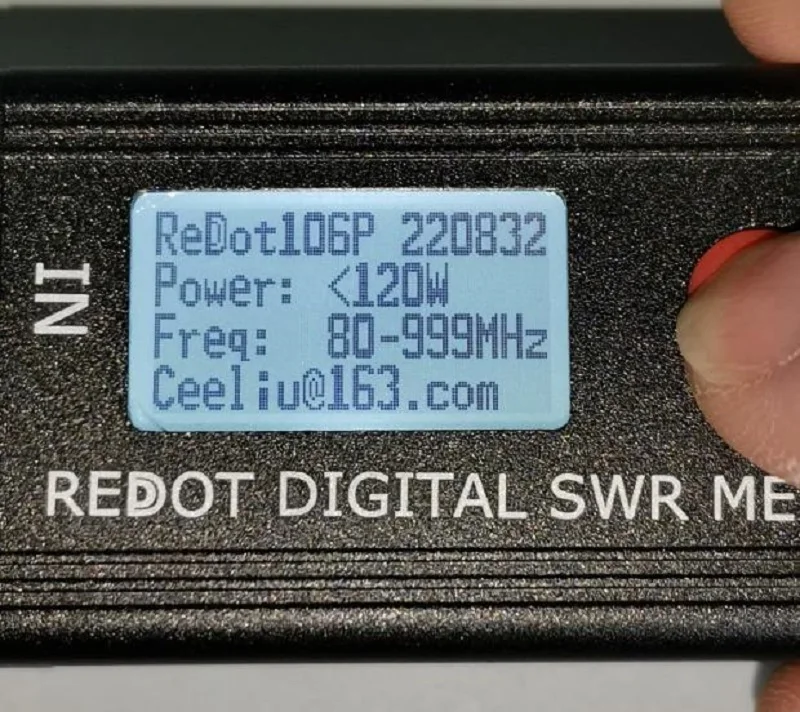 ReDot106P 220832
Power: <120W
Freq: 80-999MHz
Ceeliu@163.com
IN
REDOT DIGITAL SWR ME